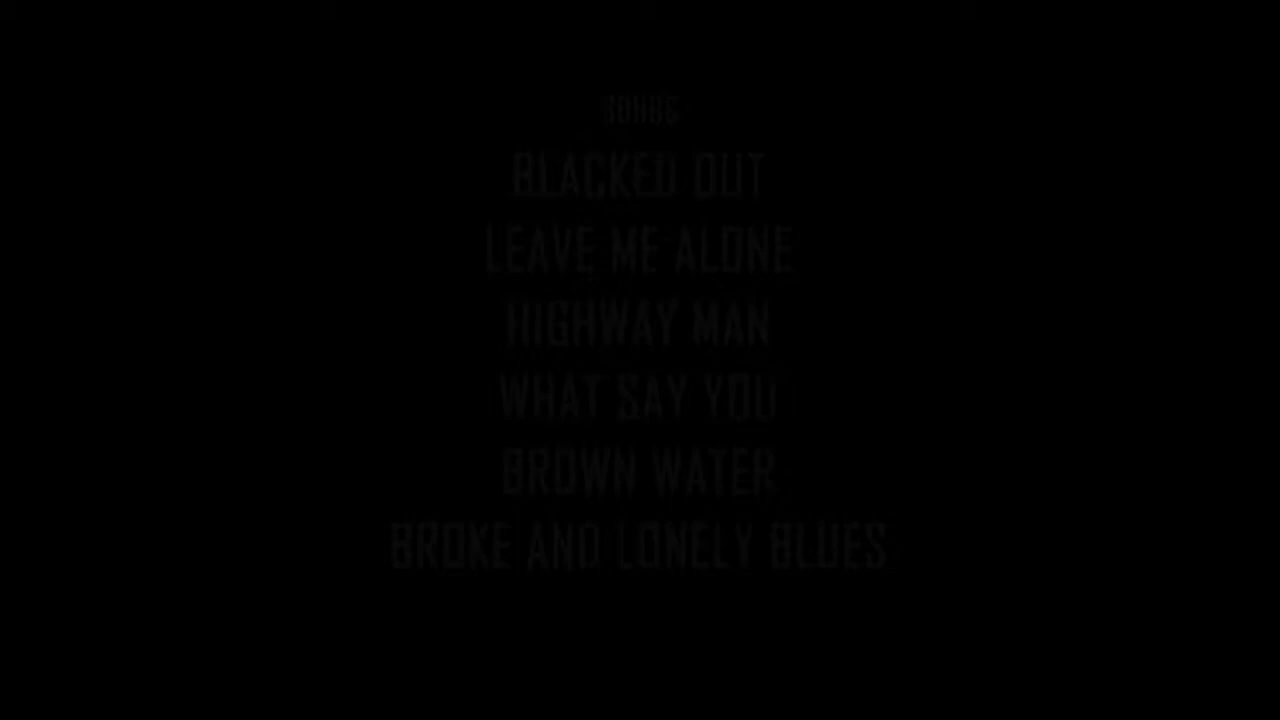 SONGS
BLACKED OUT
LEAVE ME ALONE
HIGHWAY MAN
WHAT SAY YOU
BROWN WATER
BROKE AND LONELY BLUES